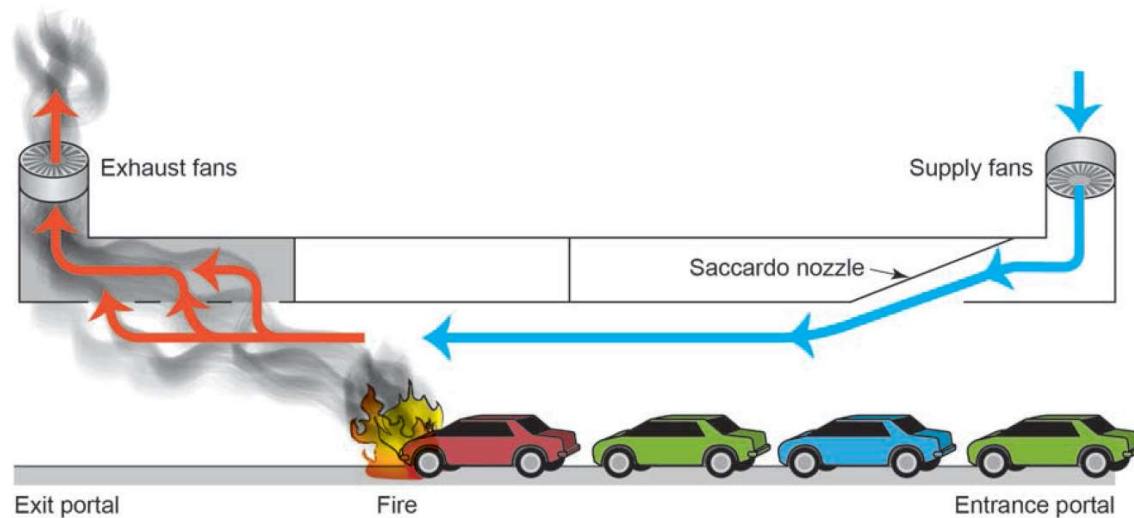 Exhaust fans
Supply fans
Saccardo nozzle
Exit portal
Fire
Entrance portal